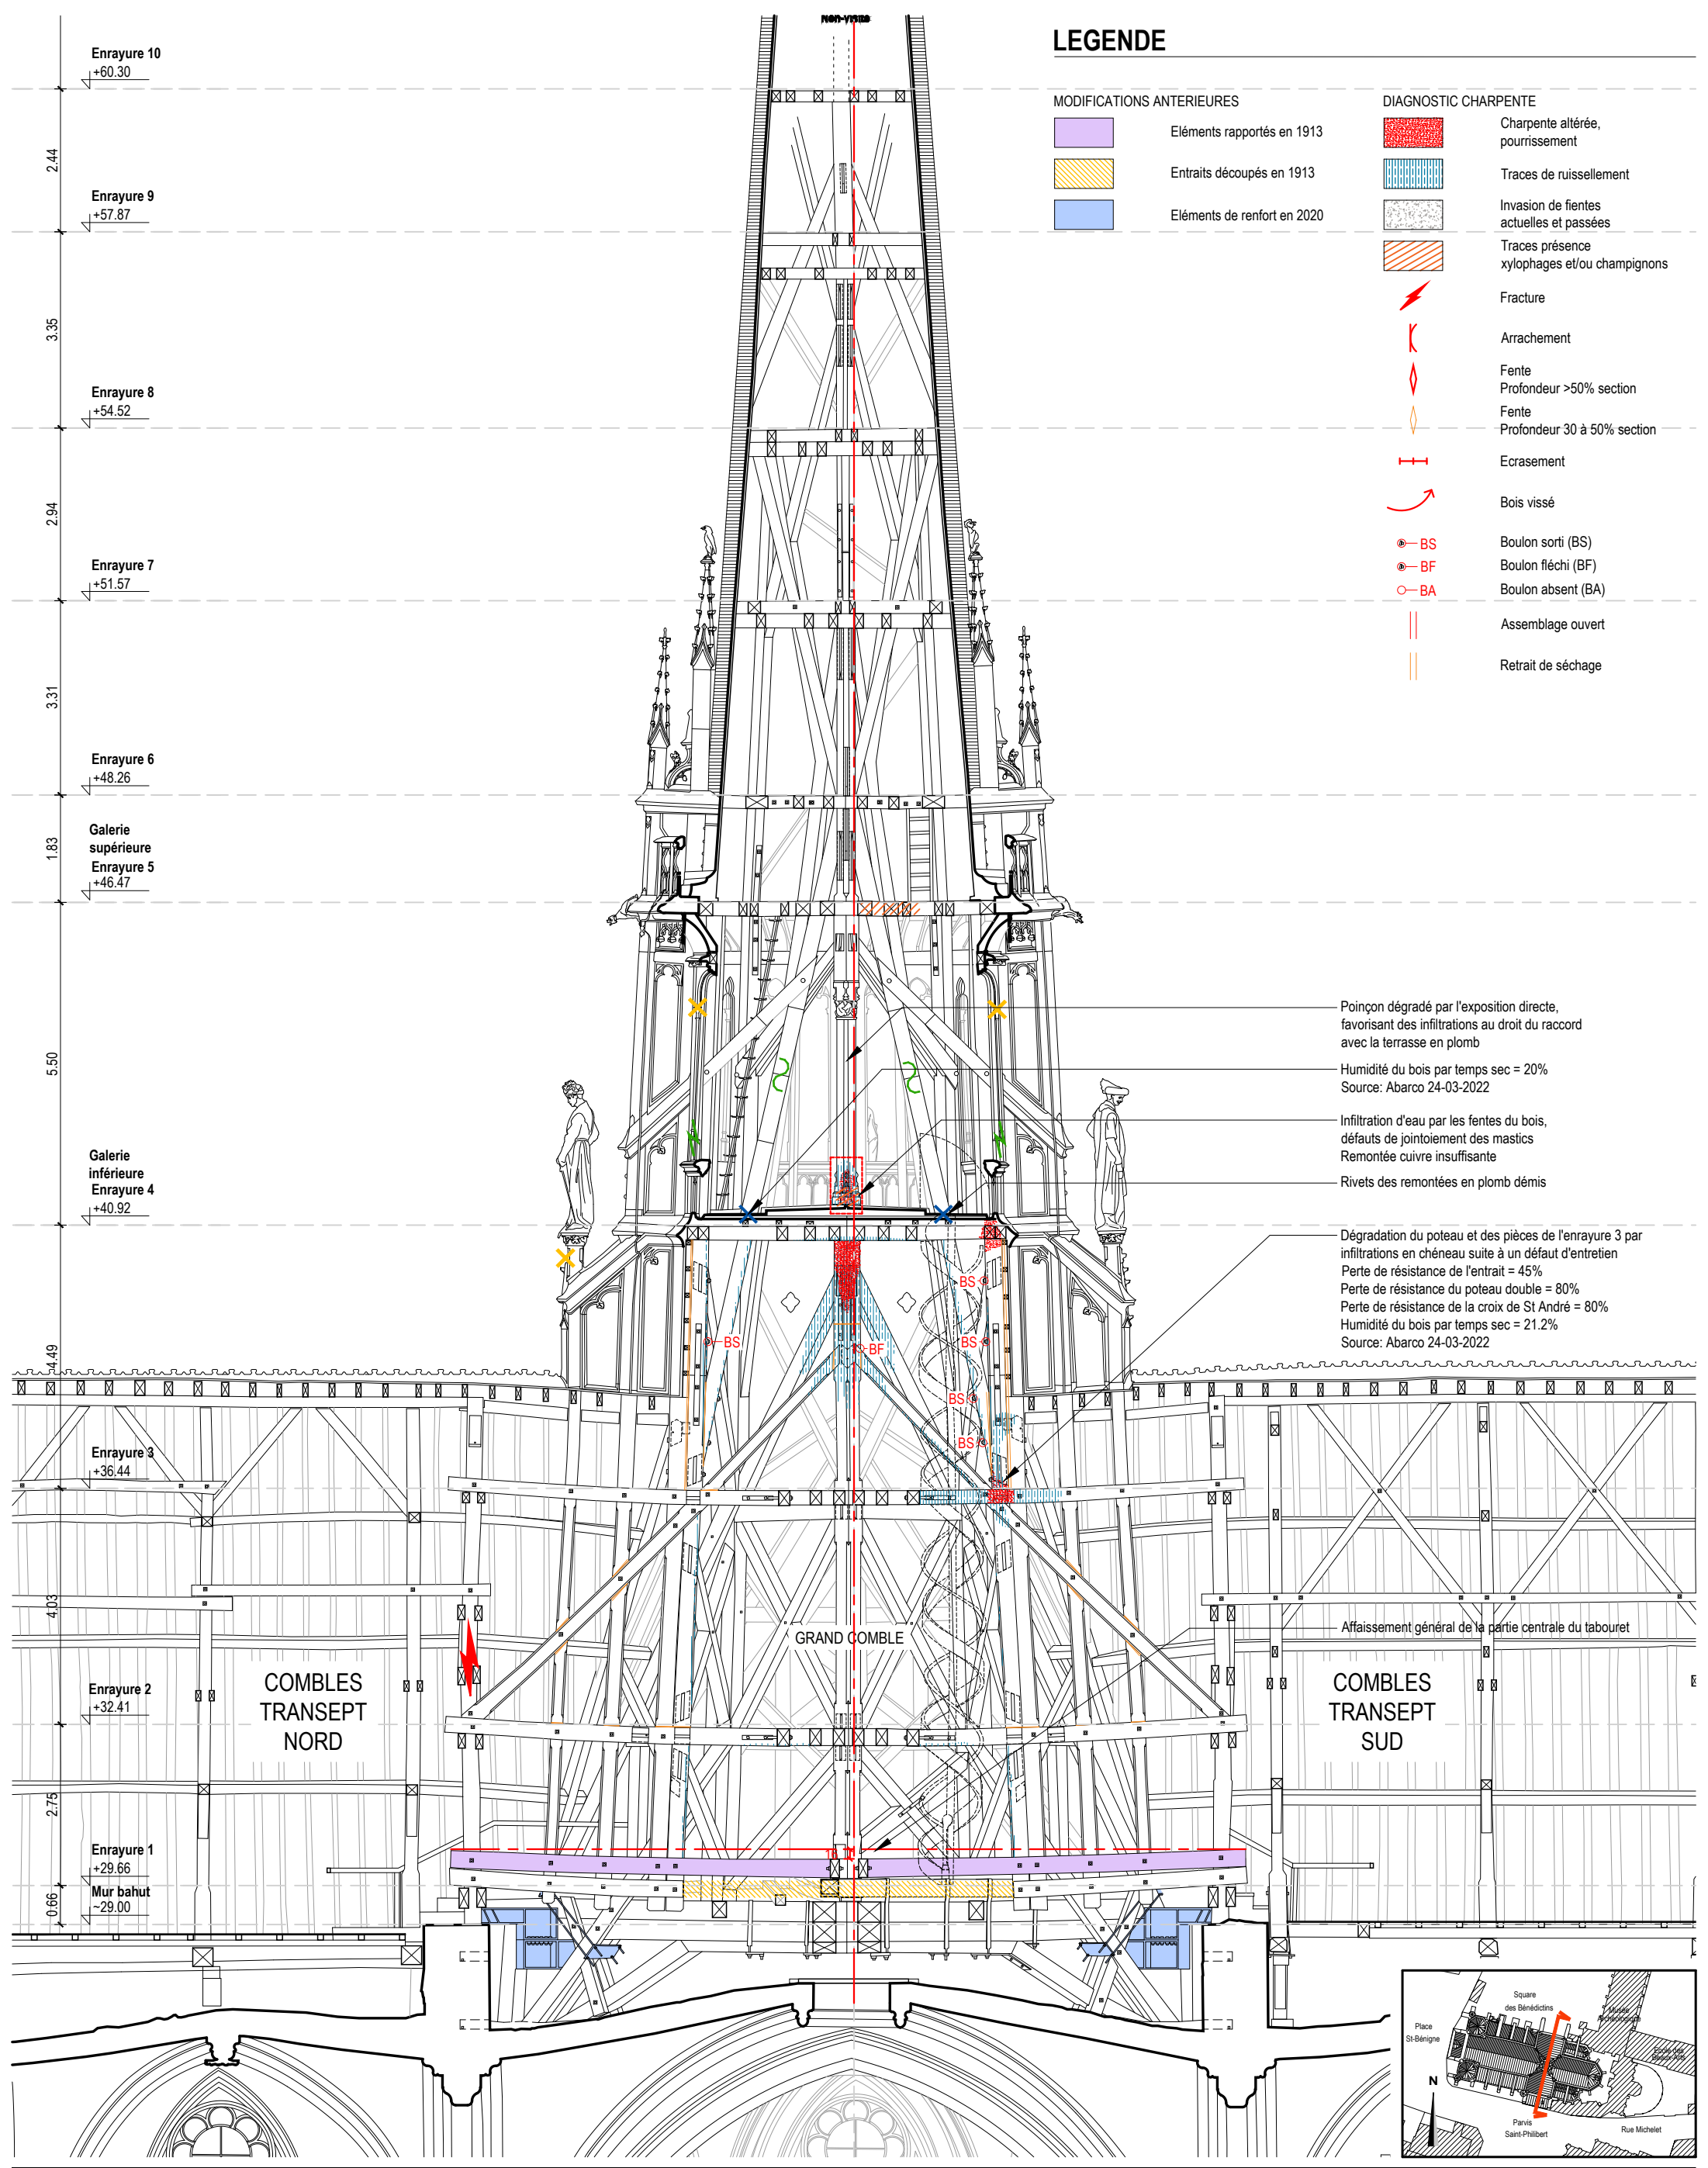 Non-visité
LEGENDE
MODIFICATIONS ANTERIEURES
Eléments rapportés en 1913
Entraits découpés en 1913
Eléments de renfort en 2020
DIAGNOSTIC CHARPENTE
Charpente altérée,
pourrissement
Traces de ruissellement
Invasion de fientes
actuelles et passées
Traces présence
xylophages et/ou champignons
Fracture
Arrachement
Fente
Profondeur >50% section
Fente
Profondeur 30 à 50% section
Ecrasement
Bois vissé
BS Boulon sorti (BS)
BF Boulon fléchi (BF)
BA Boulon absent (BA)
Assemblage ouvert
Retrait de séchage
Enrayure 10
+60.30
2.44
Enrayure 9
+57.87
3.35
Enrayure 8
+54.52
2.94
Enrayure 7
+51.57
3.31
Enrayure 6
+48.26
1.83
Galerie
supérieure
Enrayure 5
+46.47
5.50
Galerie
inférieure
Enrayure 4
+40.92
4.49
Enrayure 3
+36.44
4.03
Enrayure 2
+32.41
2.75
Enrayure 1
+29.66
Mur bahut
~29.00
0.66
Poinçon dégradé par l'exposition directe,
favorisant des infiltrations au droit du raccord
avec la terrasse en plomb
Humidité du bois par temps sec = 20%
Source: Abarco 24-03-2022
Infiltration d'eau par les fentes du bois,
défauts de jointoiement des mastics
Remontée cuivre insuffisante
Rivets des remontées en plomb démis
Dégradation du poteau et des pièces de l'enrayure 3 par
infiltrations en chéneau suite à un défaut d'entretien
Perte de résistance de l'entrait = 45%
Perte de résistance du poteau double = 80%
Perte de résistance de la croix de St André = 80%
Humidité du bois par temps sec = 21.2%
Source: Abarco 24-03-2022
BS
BS
BF
BS
BS
BS
Affaissement général de la partie centrale du tabouret
GRAND COMBLE
COMBLES
TRANSEPT
NORD
COMBLES
TRANSEPT
SUD
Square
des Bénédictins
Musée
Archéologique
Place
St-Bénigne
Ecole des
Beaux-Arts
N
Parvis
Saint-Philibert
Rue Michelet